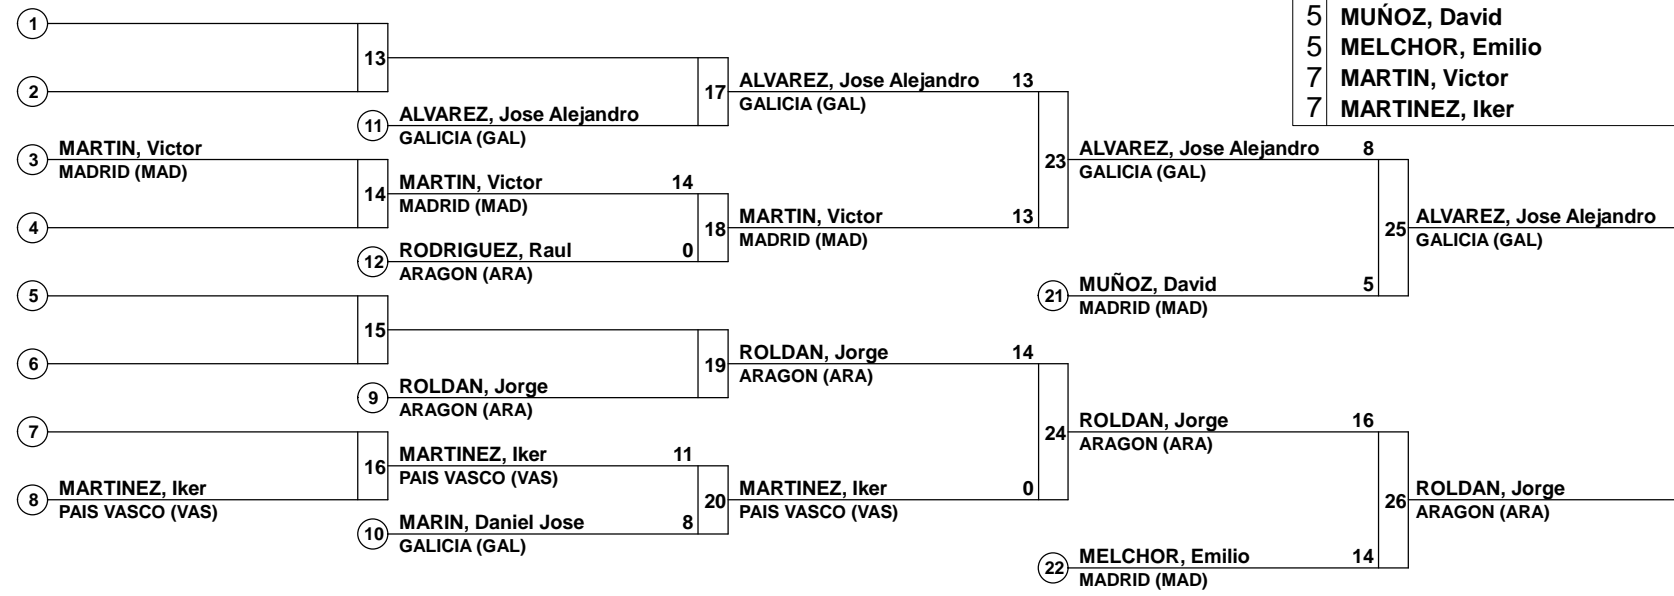 1
5 MUŃOZ, David
5 MELCHOR, Emilio
13
2
7 MARTIN, Victor
17
ALVAREZ, Jose Alejandro 13
GALICIA (GAL)
7 MARTINEZ, Iker
11
ALVAREZ, Jose Alejandro
GALICIA (GAL)
3
MARTIN, Victor
MADRID (MAD)
23
ALVAREZ, Jose Alejandro 8
GALICIA (GAL)
14
MARTIN, Victor 14
MADRID (MAD)
4
18
MARTIN, Victor 13
MADRID (MAD)
25
ALVAREZ, Jose Alejandro
GALICIA (GAL)
12
RODRIGUEZ, Raul 0
ARAGON (ARA)
5
21
MUÑOZ, David 5
MADRID (MAD)
15
6
19
ROLDAN, Jorge 14
ARAGON (ARA)
9
ROLDAN, Jorge
ARAGON (ARA)
7
24
ROLDAN, Jorge 16
ARAGON (ARA)
16
MARTINEZ, Iker 11
PAIS VASCO (VAS)
8
MARTINEZ, Iker
PAIS VASCO (VAS)
20
MARTINEZ, Iker 0
PAIS VASCO (VAS)
26
ROLDAN, Jorge
ARAGON (ARA)
10
MARIN, Daniel Jose 8
GALICIA (GAL)
22
MELCHOR, Emilio 14
MADRID (MAD)